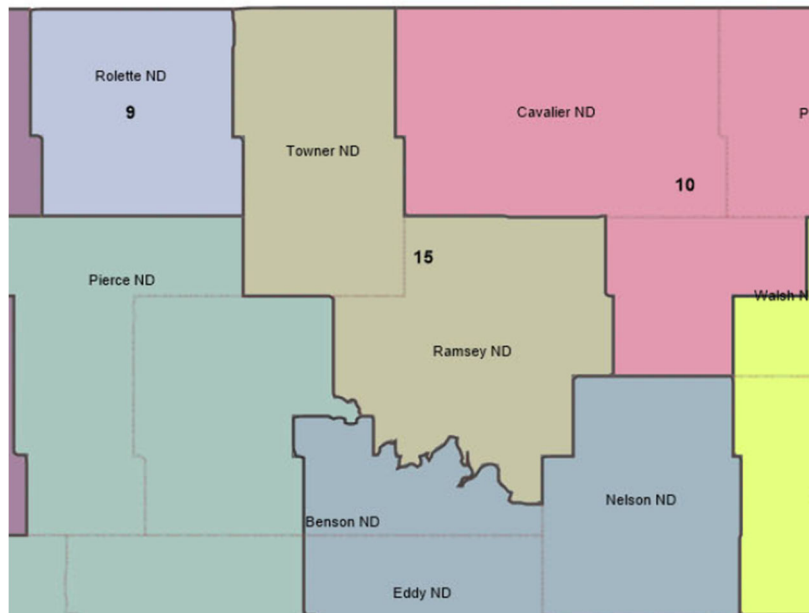 Rolette ND
9
Cavalier ND
P
Towner ND
10
15
Pierce ND
Walsh N
Ramsey ND
Nelson ND
Benson ND
Eddy ND